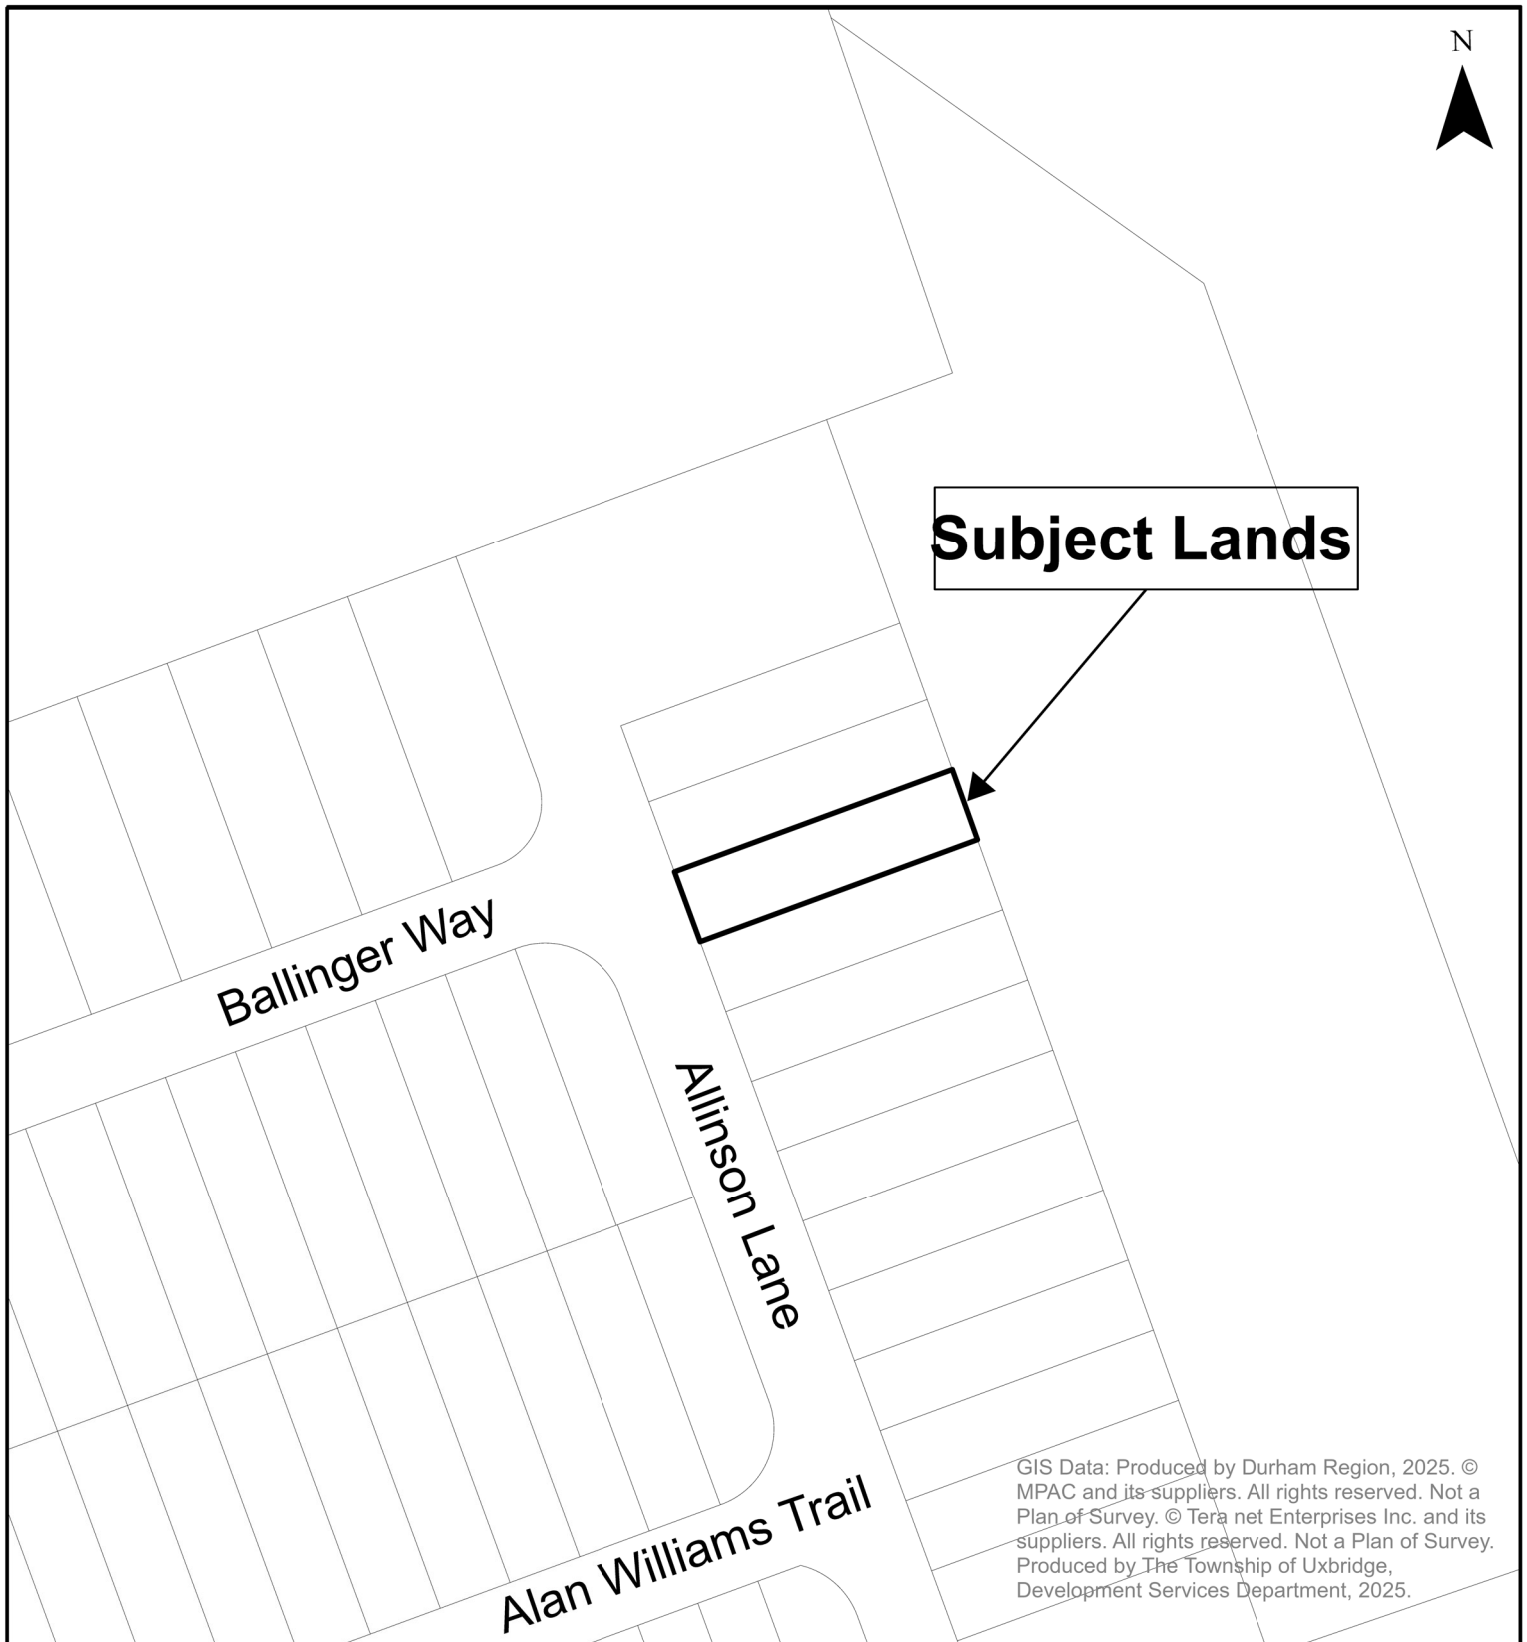 N
Subject Lands
Ballinger Way
Allinson Lane
Alan Williams Trail
GIS Data: Produced by Durham Region, 2025. ©
MPAC and its suppliers. All rights reserved. Not a
Plan of Survey. © Tera net Enterprises Inc. and its
suppliers. All rights reserved. Not a Plan of Survey.
Produced by The Township of Uxbridge,
Development Services Department, 2025.